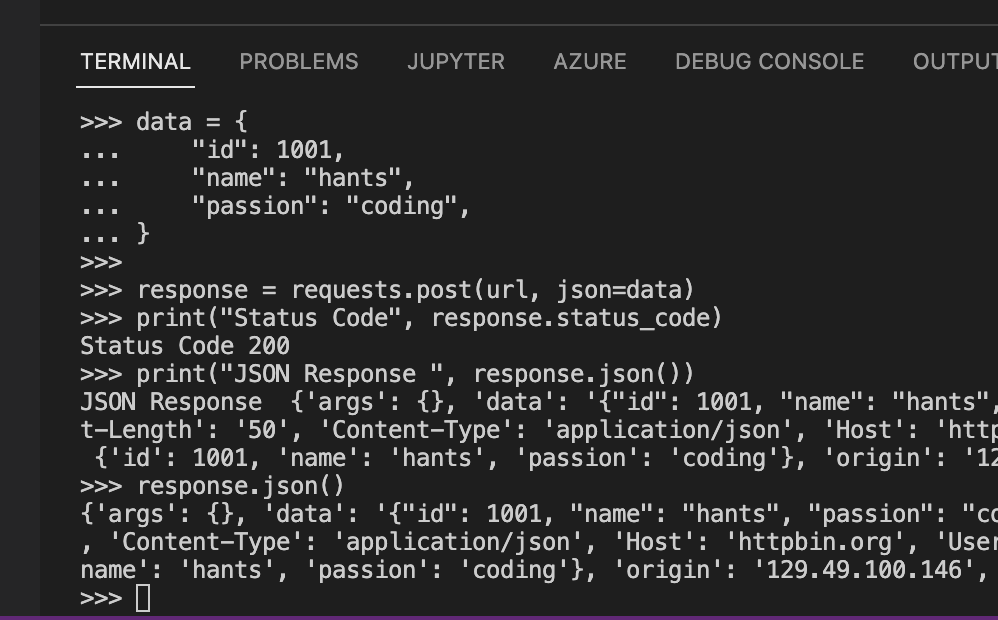 TERMINAL PROBLEMS JUPYTER AZURE DEBUG CONSOLE OUTPUT
>>> data = {
...     "id": 1001,
...     "name": "hants",
...     "passion": "coding",
... }
>>>
>>> response = requests.post(url, json=data)
>>> print("Status Code", response.status_code)
Status Code 200
>>> print("JSON Response ", response.json())
JSON Response  {'args': {}, 'data': '{"id": 1001, "name": "hants",
t-Length': '50', 'Content-Type': 'application/json', 'Host': 'http
 {'id': 1001, 'name': 'hants', 'passion': 'coding'}, 'origin': '12
>>> response.json()
{'args': {}, 'data': '{"id": 1001, "name": "hants", "passion": "co
, 'Content-Type': 'application/json', 'Host': 'httpbin.org', 'User
name': 'hants', 'passion': 'coding'}, 'origin': '129.49.100.146',
>>>